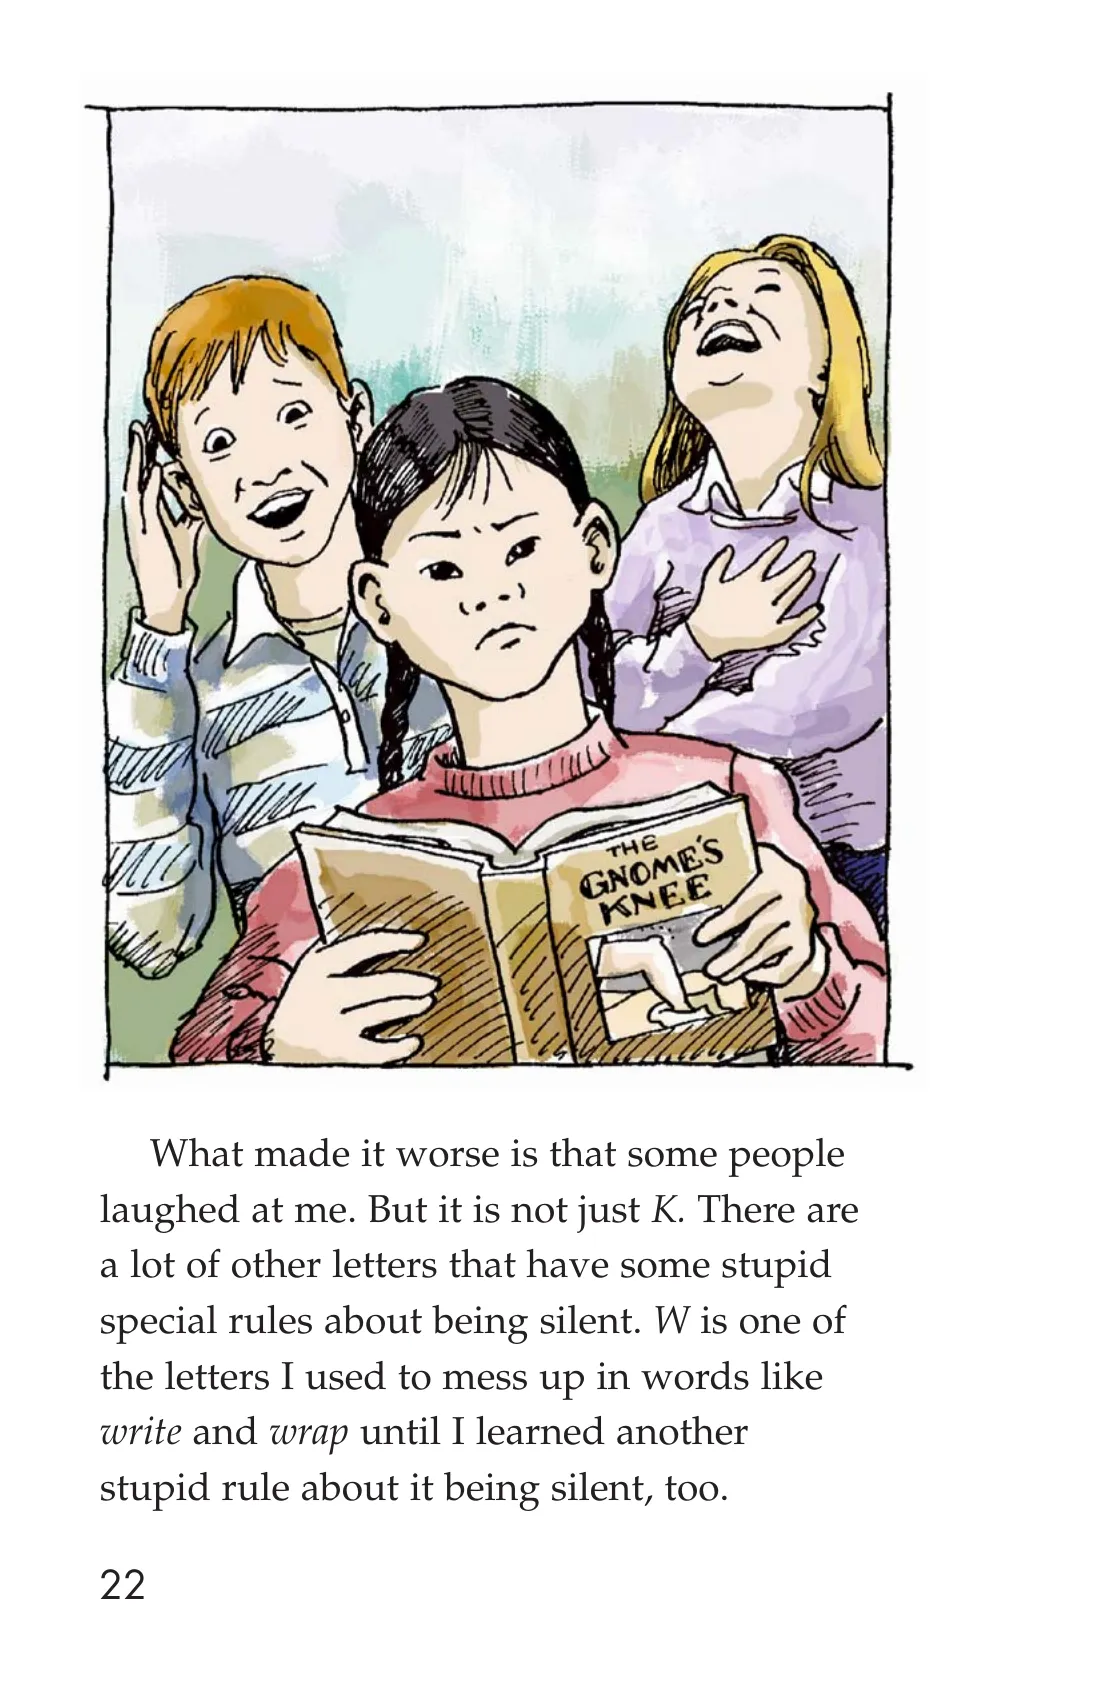 THE
GNOME'S
KNEE
What made it worse is that some people
laughed at me. But it is not just K. There are
a lot of other letters that have some stupid
special rules about being silent. W is one of
the letters I used to mess up in words like
write and wrap until I learned another
stupid rule about it being silent, too.
22